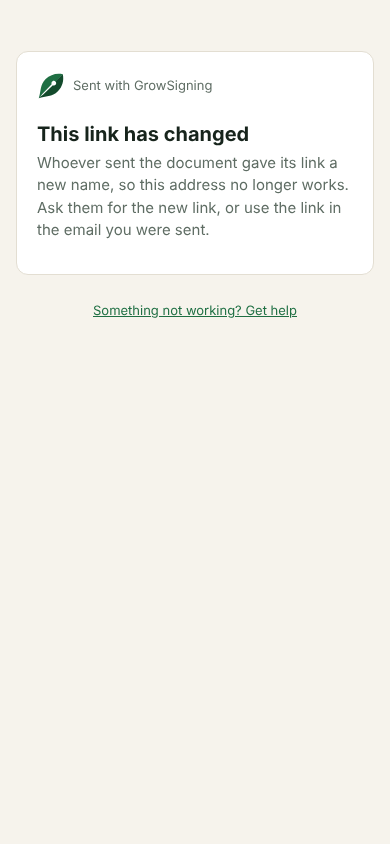 Sent with GrowSigning
This link has changed
Whoever sent the document gave its link a
new name, so this address no longer works.
Ask them for the new link, or use the link in
the email you were sent.
Something not working? Get help